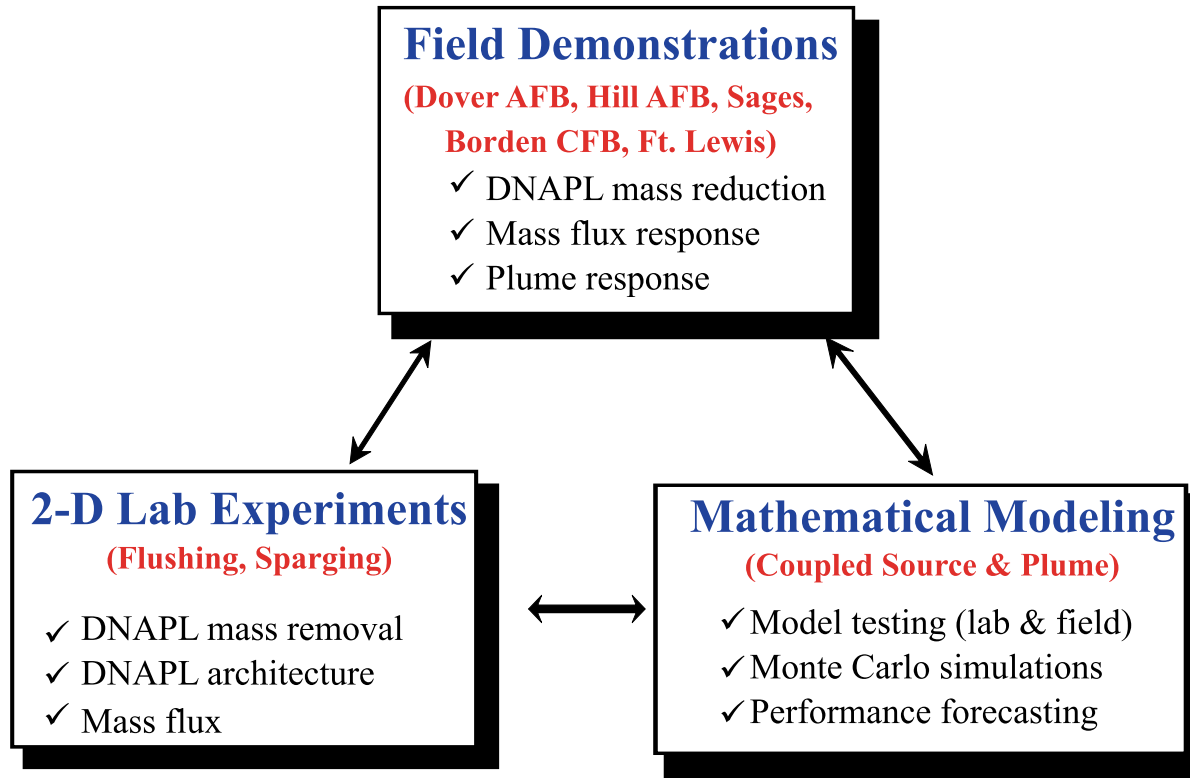 Field Demonstrations
(Dover AFB, Hill AFB, Sages,
Borden CFB, Ft. Lewis)
✓ DNAPL mass reduction
✓ Mass flux response
✓ Plume response
2-D Lab Experiments
(Flushing, Sparging)
✓ DNAPL mass removal
✓ DNAPL architecture
✓ Mass flux
Mathematical Modeling
(Coupled Source & Plume)
✓ Model testing (lab & field)
✓ Monte Carlo simulations
✓ Performance forecasting